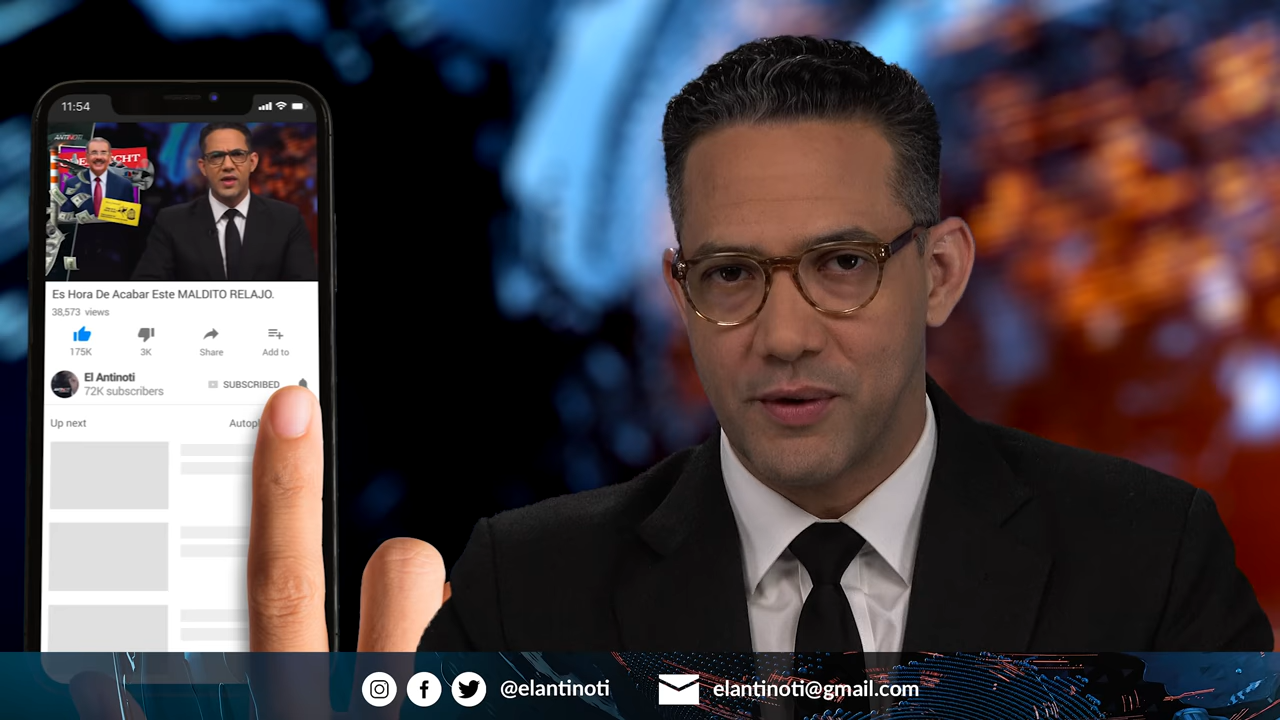 11:54
ANTINOTI
Es Hora De Acabar Este MALDITO RELAJO.
38,573 views
175K
3K
Share
Add to
El Antinoti
72K subscribers
SUBSCRIBED
Up next
@elantinoti
elantinoti@gmail.com